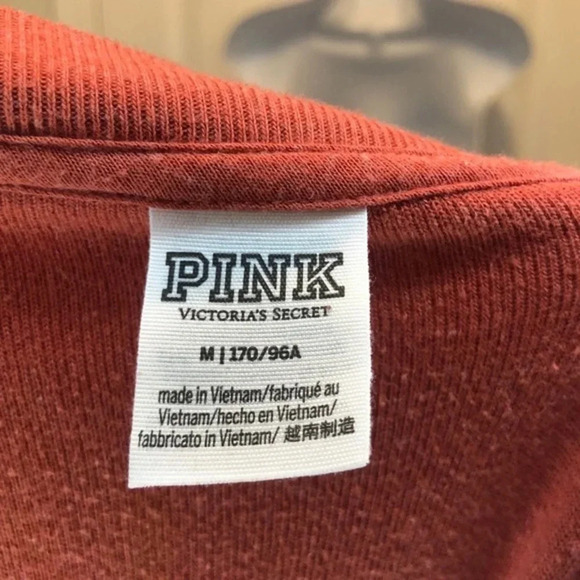 PINK
VICTORIA'S SECRET
M | 170/96A
made in Vietnam/fabriqué au
Vietnam/hecho en Vietnam/
fabbricato in Vietnam/ 越南制造